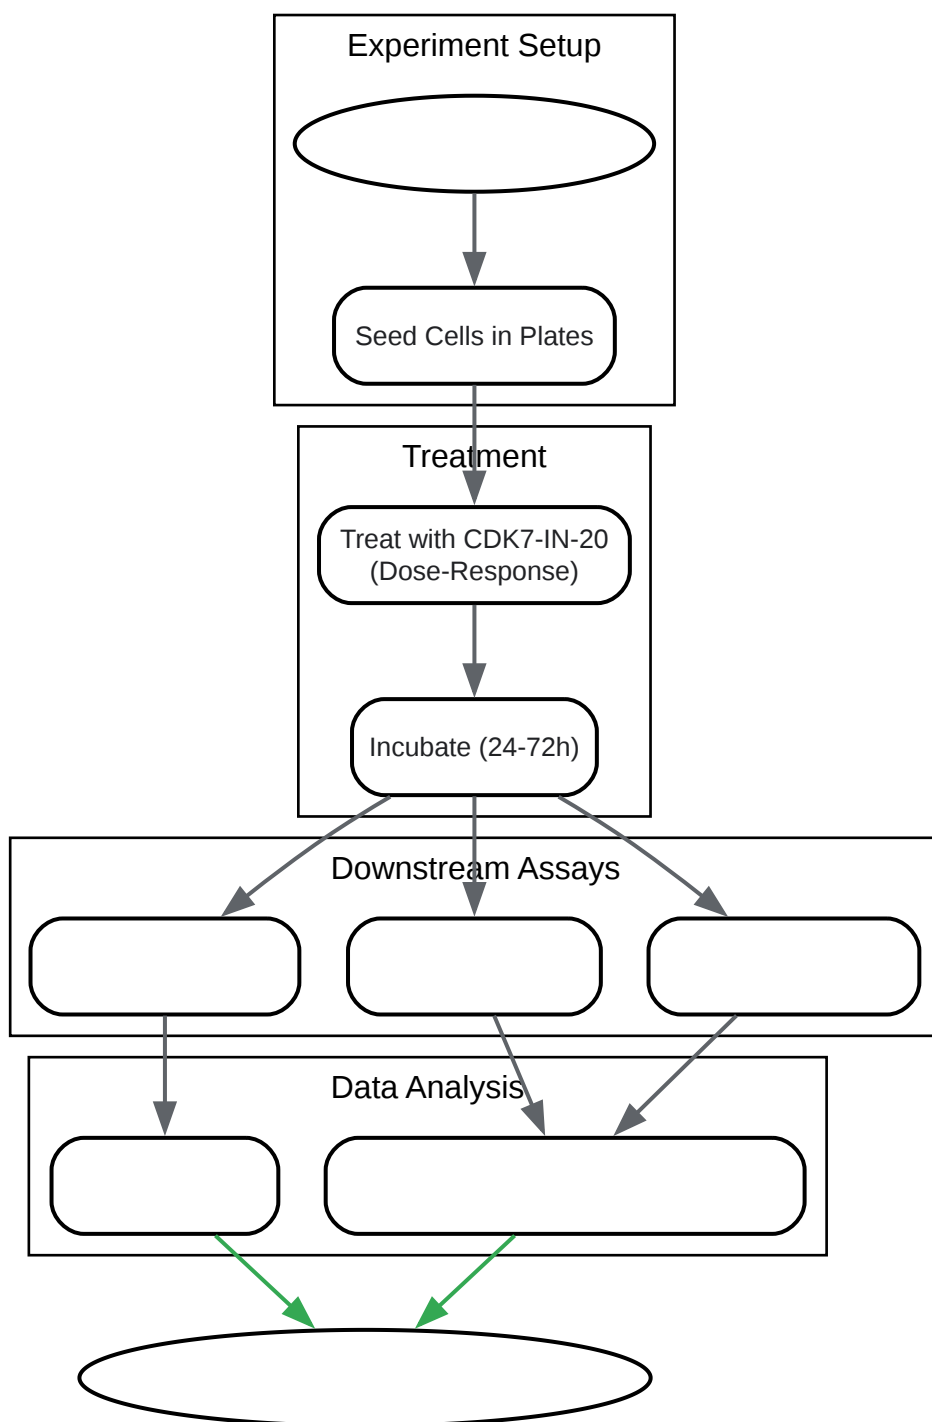 Experiment Setup
Seed Cells in Plates
Treatment
Treat with CDK7-IN-20
(Dose-Response)
Incubate (24-72h)
Downstream Assays
Data Analysis